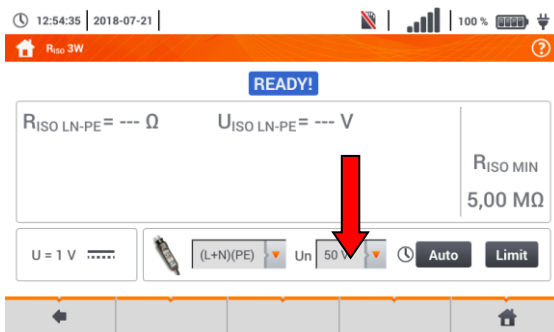 12:54:35 2018-07-21 100 %
RISO 3W ?
READY!
RISO LN-PE= --- Ω UISO LN-PE= --- V
RISO MIN
5,00 MΩ
U = 1 V (L+N)(PE) Un 50 V Auto Limit